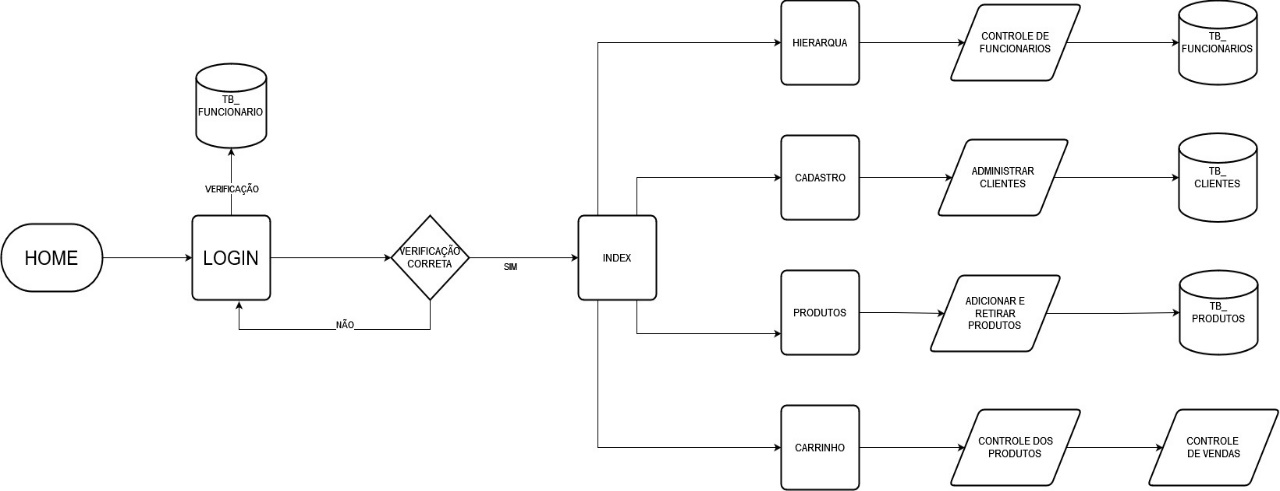 HOME
TB_
FUNCIONARIO
VERIFICAÇÃO
LOGIN
VERIFICAÇÃO
CORRETA
NÃO
SIM
INDEX
HIERARQUA
CONTROLE DE
FUNCIONARIOS
TB_
FUNCIONARIOS
CADASTRO
ADMINISTRAR
CLIENTES
TB_
CLIENTES
PRODUTOS
ADICIONAR E
RETIRAR
PRODUTOS
TB_
PRODUTOS
CARRINHO
CONTROLE DOS
PRODUTOS
CONTROLE
DE VENDAS